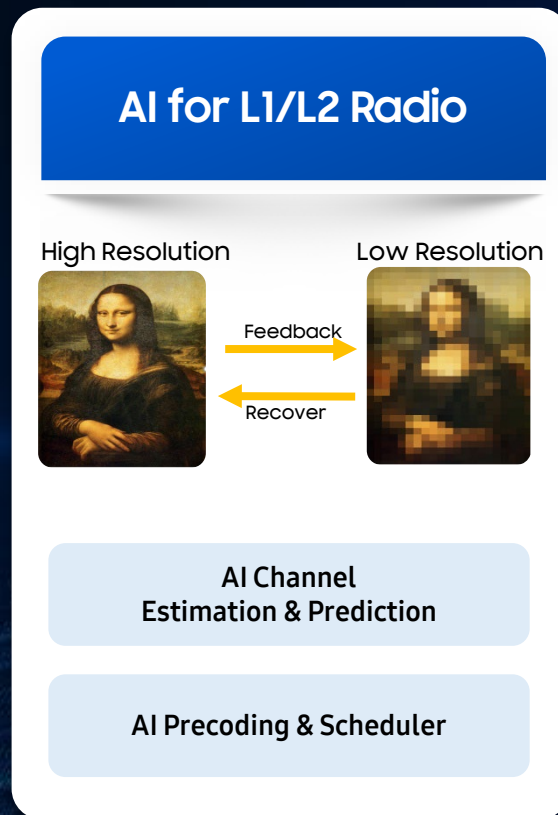 AI for L1/L2 Radio
High Resolution
Low Resolution
Feedback
Recover
AI Channel
Estimation & Prediction
AI Precoding & Scheduler